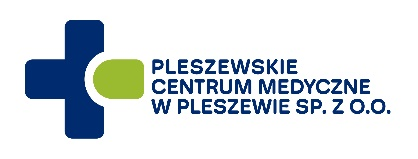 PLESZEWSKIE
CENTRUM MEDYCZNE
W PLESZEWIE SP. Z O.O.